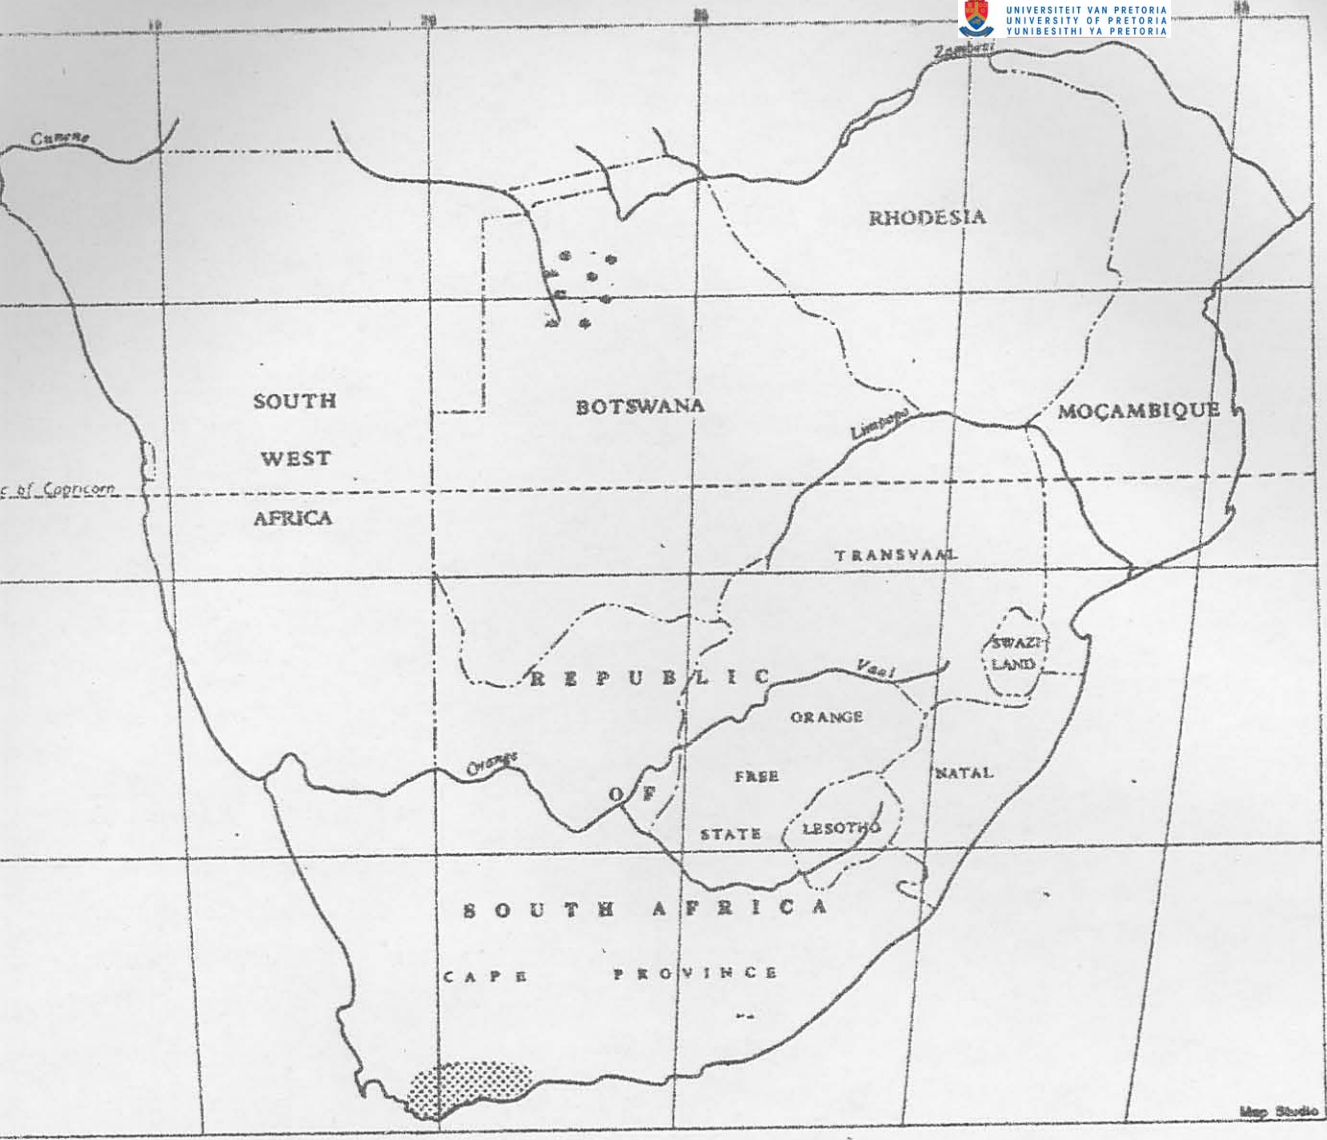 UNIVERSITEIT VAN PRETORIA
UNIVERSITY OF PRETORIA
YUNIBESITHI YA PRETORIA
20
Zambezi
Cunene
RHODESIA
SOUTH
WEST
AFRICA
BOTSWANA
Limpopo
MOÇAMBIQUE
c of Capricorn
TRANSVAAL
SWAZI
LAND
REPUBLIC
Vaal
ORANGE
Orange
FREE
NATAL
OF
STATE
LESOTHO
SOUTH AFRICA
CAPE PROVINCE
Map Studio